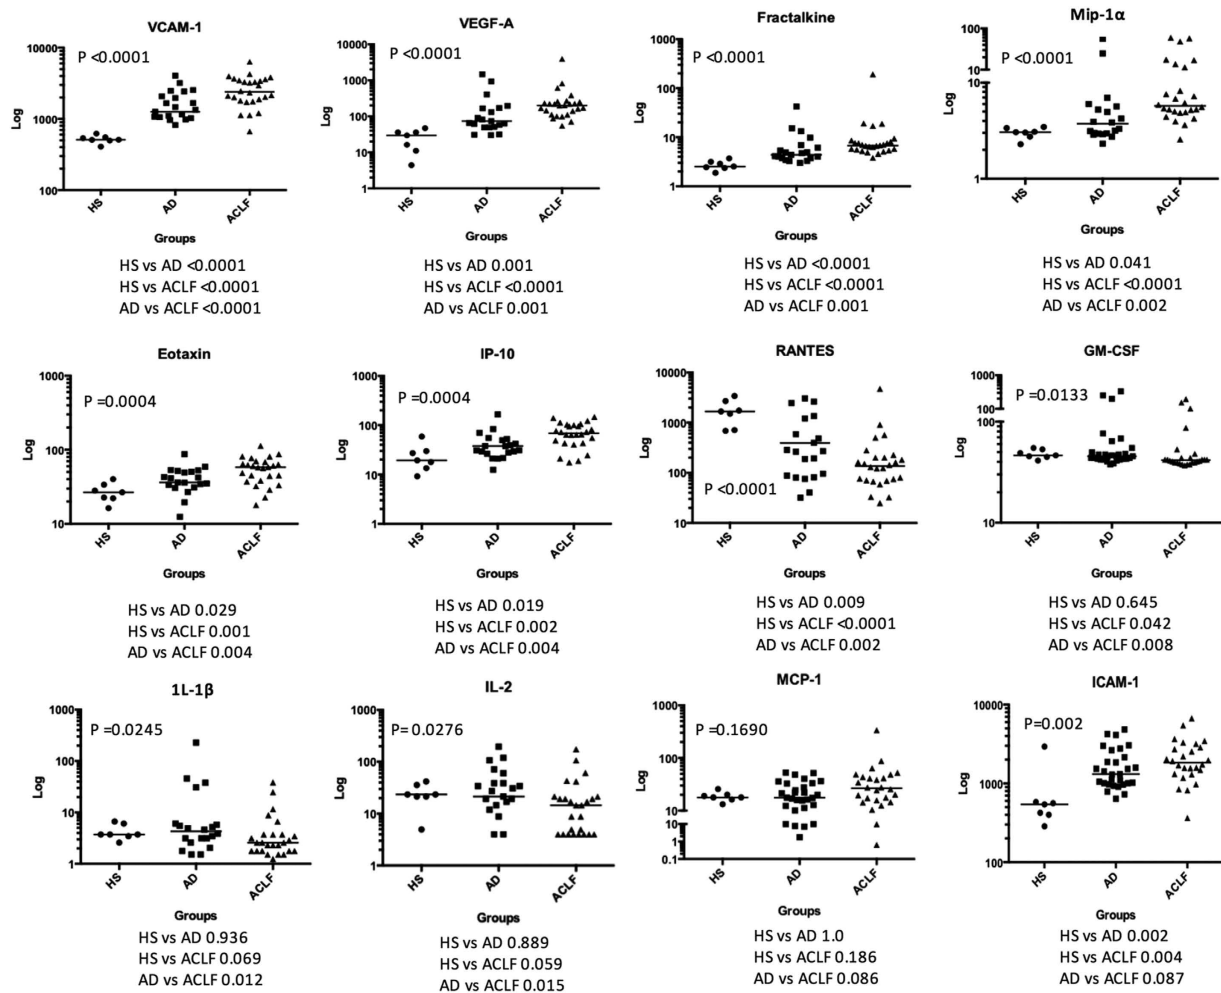 VCAM-1
10000
P <0.0001
1000
100
Log
HS
AD
ACLF
Groups
HS vs AD <0.0001
HS vs ACLF <0.0001
AD vs ACLF <0.0001
VEGF-A
10000
P <0.0001
1000
100
10
1
Log
HS
AD
ACLF
Groups
HS vs AD 0.001
HS vs ACLF <0.0001
AD vs ACLF 0.001
Fractalkine
1000
P <0.0001
100
10
1
Log
HS
AD
ACLF
Groups
HS vs AD <0.0001
HS vs ACLF <0.0001
AD vs ACLF 0.001
Mip-1α
100
P <0.0001
10
10
1
Log
HS
AD
ACLF
Groups
HS vs AD 0.041
HS vs ACLF <0.0001
AD vs ACLF 0.002
Eotaxin
1000
P =0.0004
100
10
Log
HS
AD
ACLF
Groups
HS vs AD 0.029
HS vs ACLF 0.001
AD vs ACLF 0.004
IP-10
1000
P =0.0004
100
10
1
Log
HS
AD
ACLF
Groups
HS vs AD 0.019
HS vs ACLF 0.002
AD vs ACLF 0.004
RANTES
10000
1000
100
P <0.0001
10
Log
HS
AD
ACLF
Groups
HS vs AD 0.009
HS vs ACLF <0.0001
AD vs ACLF 0.002
GM-CSF
1000
P =0.0133
100
100
10
Log
HS
AD
ACLF
Groups
HS vs AD 0.645
HS vs ACLF 0.042
AD vs ACLF 0.008
1L-1β
1000
P =0.0245
100
10
1
Log
HS
AD
ACLF
Groups
HS vs AD 0.936
HS vs ACLF 0.069
AD vs ACLF 0.012
IL-2
1000
P= 0.0276
100
10
1
Log
HS
AD
ACLF
Groups
HS vs AD 0.889
HS vs ACLF 0.059
AD vs ACLF 0.015
MCP-1
1000
P =0.1690
100
10
10
1
0.1
Log
HS
AD
ACLF
Groups
HS vs AD 1.0
HS vs ACLF 0.186
AD vs ACLF 0.086
ICAM-1
10000
P=0.002
1000
100
Log
HS
AD
ACLF
Groups
HS vs AD 0.002
HS vs ACLF 0.004
AD vs ACLF 0.087